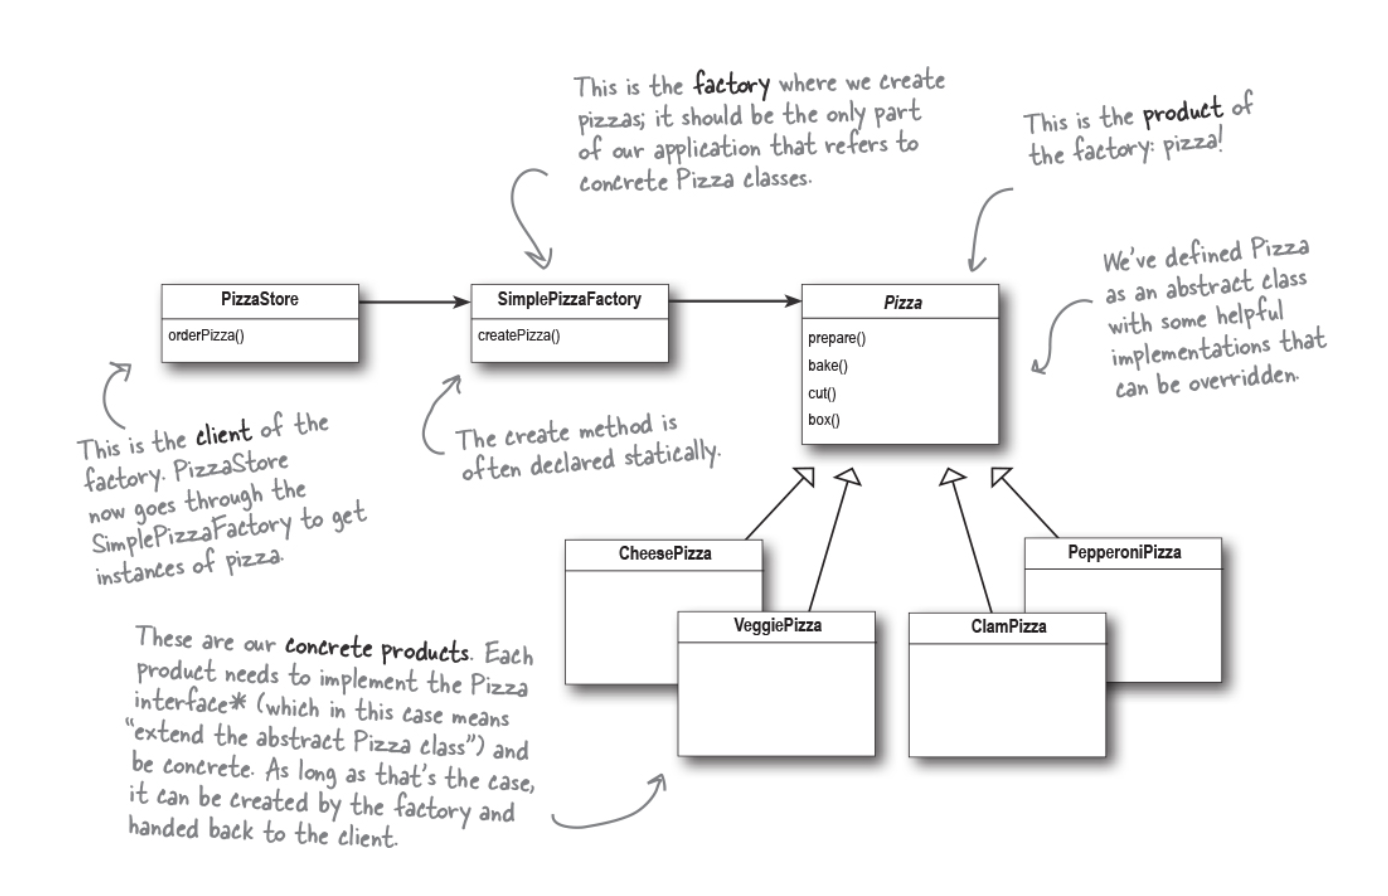 This is the factory where we create
pizzas; it should be the only part
of our application that refers to
concrete Pizza classes.
This is the product of
the factory: pizza!
We've defined Pizza
as an abstract class
with some helpful
implementations that
can be overridden.
PizzaStore
orderPizza()
SimplePizzaFactory
createPizza()
Pizza
prepare()
bake()
cut()
box()
This is the client of the
factory. PizzaStore
now goes through the
SimplePizzaFactory to get
instances of pizza.
The create method is
often declared statically.
CheesePizza
VeggiePizza
ClamPizza
PepperoniPizza
These are our concrete products. Each
product needs to implement the Pizza
interface* (which in this case means
“extend the abstract Pizza class”) and
be concrete. As long as that's the case,
it can be created by the factory and
handed back to the client.